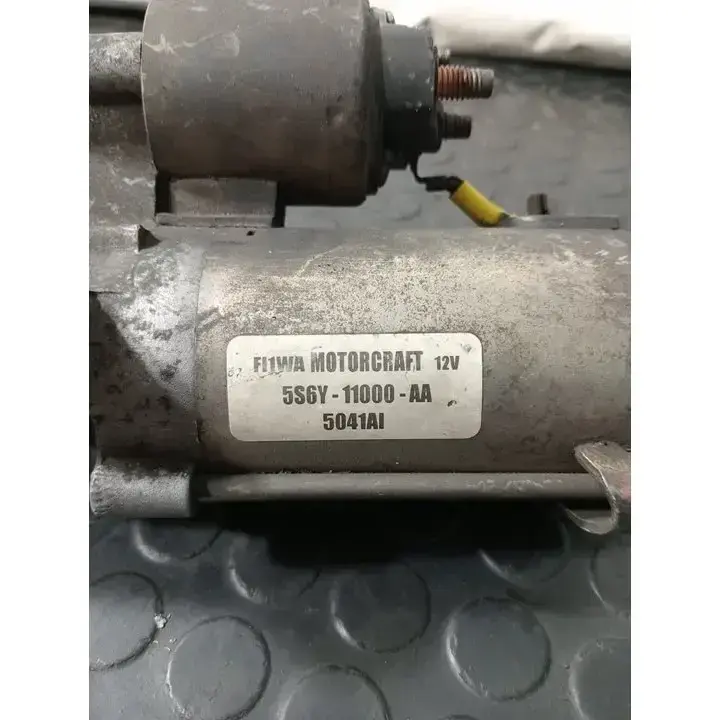 FI1WA MOTORCRAFT 12V
5S6Y - 11000 - AA
5041AI